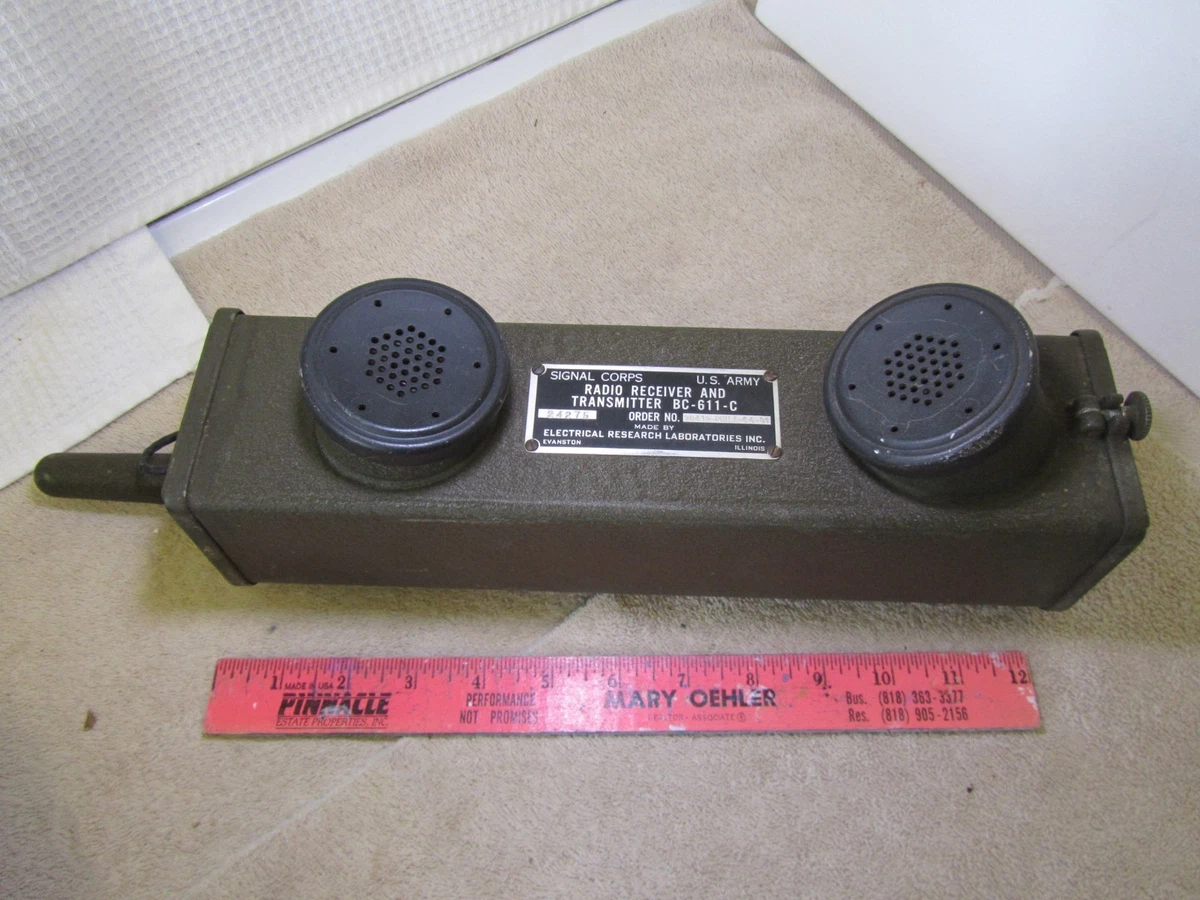 SIGNAL CORPS U.S. ARMY
RADIO RECEIVER AND
TRANSMITTER BC-611-C
ORDER NO.
MADE BY
ELECTRICAL RESEARCH LABORATORIES INC.
EVANSTON ILLINOIS
1 2 3 4 5 6 7 8 9 10 11 12
MADE IN USA
PINNACLE
ESTATE PROPERTIES, INC.
PERFORMANCE
NOT PROMISES
MARY OEHLER
REALTOR-ASSOCIATE®
Bus. (818) 363-3577
Res. (818) 905-2156